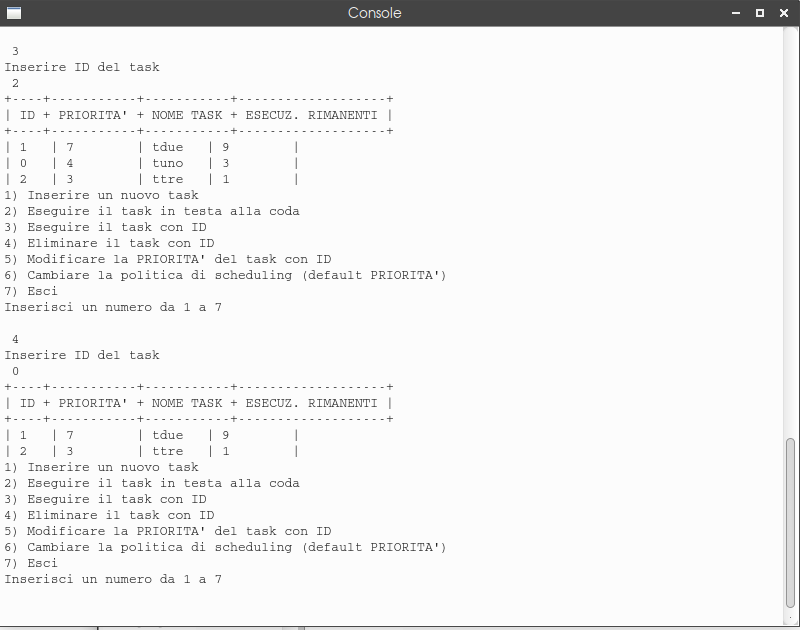 Console
3
Inserire ID del task
2
+----+-----------+-----------+-------------------+
| ID + PRIORITA' + NOME TASK + ESECUZ. RIMANENTI |
+----+-----------+-----------+-------------------+
| 1   | 7        | tdue   | 9        |
| 0   | 4        | tuno   | 3        |
| 2   | 3        | ttre   | 1        |
1) Inserire un nuovo task
2) Eseguire il task in testa alla coda
3) Eseguire il task con ID
4) Eliminare il task con ID
5) Modificare la PRIORITA' del task con ID
6) Cambiare la politica di scheduling (default PRIORITA')
7) Esci
Inserisci un numero da 1 a 7
4
Inserire ID del task
0
+----+-----------+-----------+-------------------+
| ID + PRIORITA' + NOME TASK + ESECUZ. RIMANENTI |
+----+-----------+-----------+-------------------+
| 1   | 7        | tdue   | 9        |
| 2   | 3        | ttre   | 1        |
1) Inserire un nuovo task
2) Eseguire il task in testa alla coda
3) Eseguire il task con ID
4) Eliminare il task con ID
5) Modificare la PRIORITA' del task con ID
6) Cambiare la politica di scheduling (default PRIORITA')
7) Esci
Inserisci un numero da 1 a 7